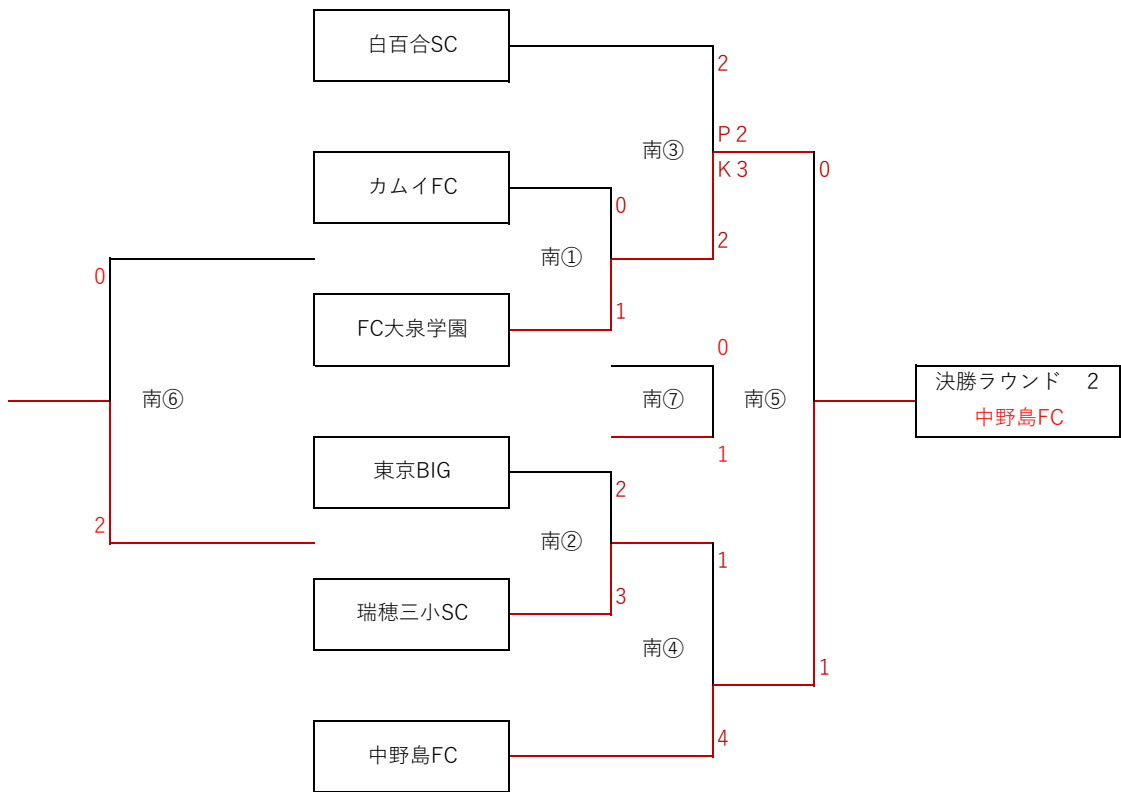 白百合SC
2
P 2
南③
K 3
0
カムイFC
0
2
南①
0
FC大泉学園
1
0
南⑥
南⑦
南⑤
決勝ラウンド 2
中野島FC
1
東京BIG
2
2
南②
1
瑞穂三小SC
3
南④
1
中野島FC
4